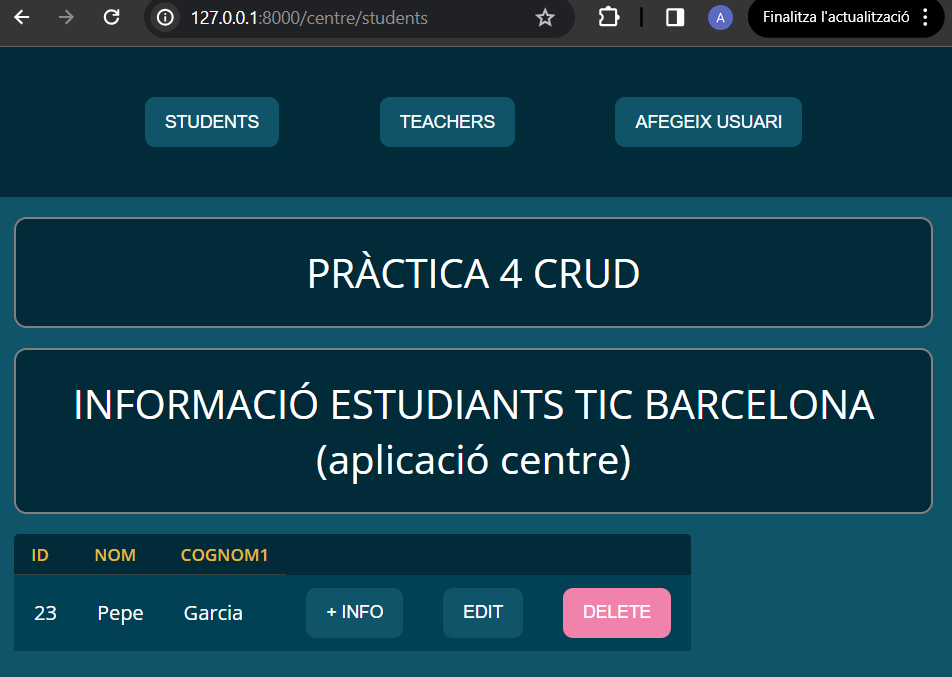 127.0.0.1:8000/centre/students
A
Finalitza l'actualització
STUDENTS
TEACHERS
AFEGEIX USUARI
PRÀCTICA 4 CRUD
INFORMACIÓ ESTUDIANTS TIC BARCELONA
(aplicació centre)
ID NOM COGNOM1
23 Pepe Garcia + INFO EDIT DELETE